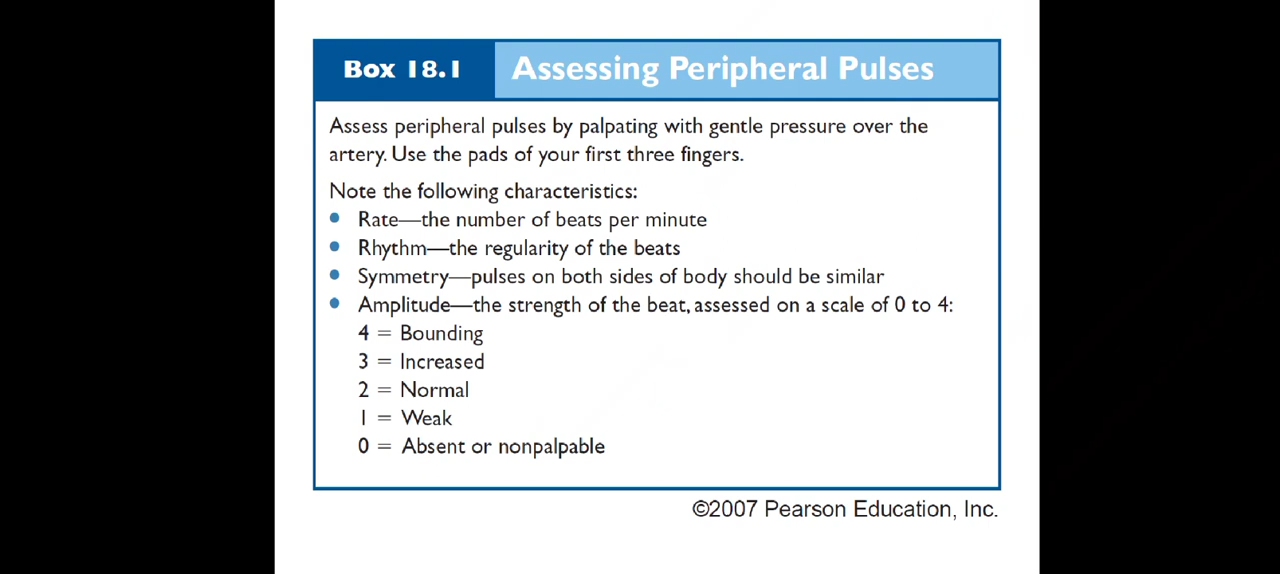 Box 18.1 Assessing Peripheral Pulses
Assess peripheral pulses by palpating with gentle pressure over the
artery. Use the pads of your first three fingers.
Note the following characteristics:
• Rate—the number of beats per minute
• Rhythm—the regularity of the beats
• Symmetry—pulses on both sides of body should be similar
• Amplitude—the strength of the beat, assessed on a scale of 0 to 4:
4 = Bounding
3 = Increased
2 = Normal
1 = Weak
0 = Absent or nonpalpable
©2007 Pearson Education, Inc.